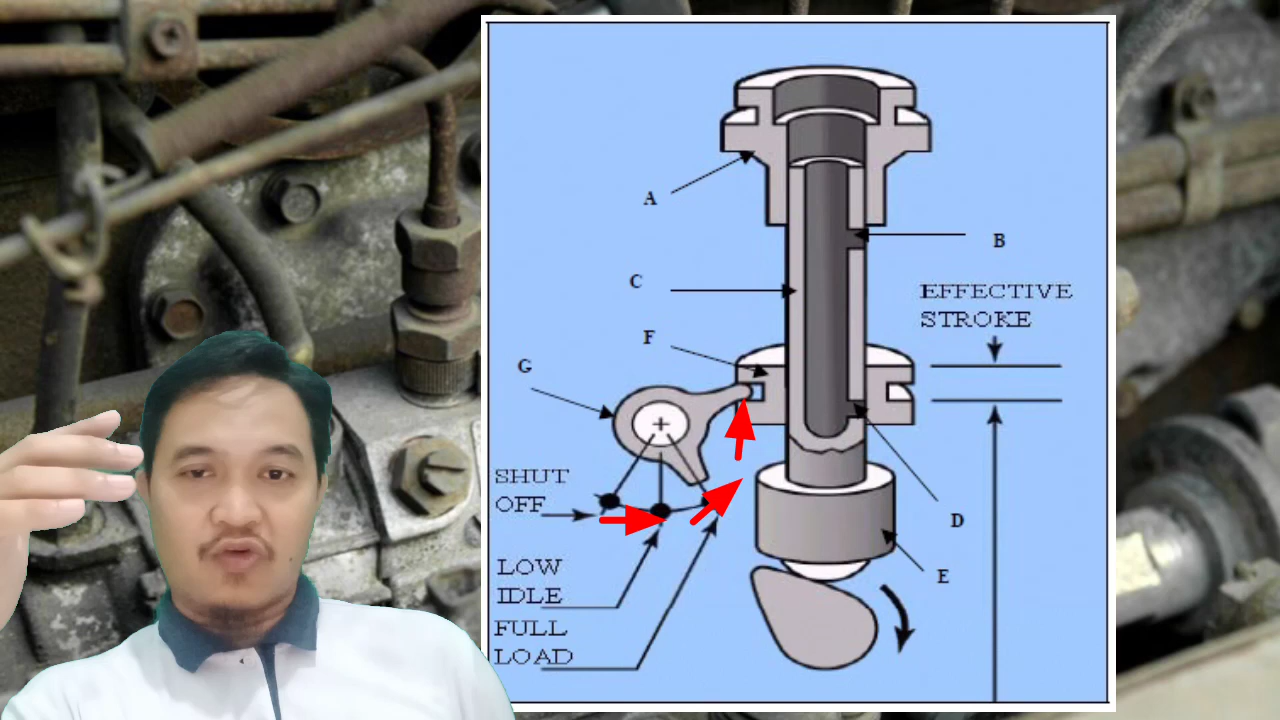 A
B
C
EFFECTIVE
STROKE
F
G
SHUT
OFF
D
LOW
IDLE
E
FULL
LOAD